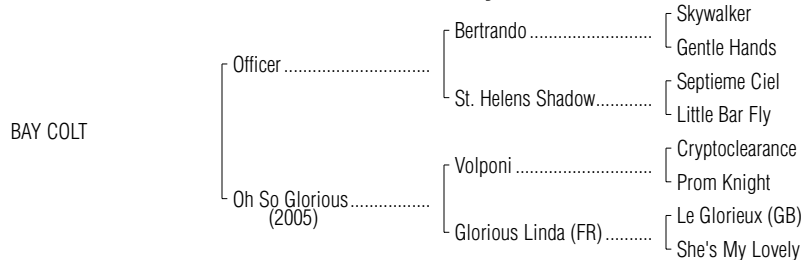 Skywalker
Bertrando ..............................
Gentle Hands
Officer ..............................
Septieme Ciel
St. Helens Shadow.............
Little Bar Fly
BAY COLT
Cryptoclearance
Volponi ..............................
Prom Knight
Oh So Glorious..................
(2005)
Le Glorieux (GB)
Glorious Linda (FR) ..........
She's My Lovely